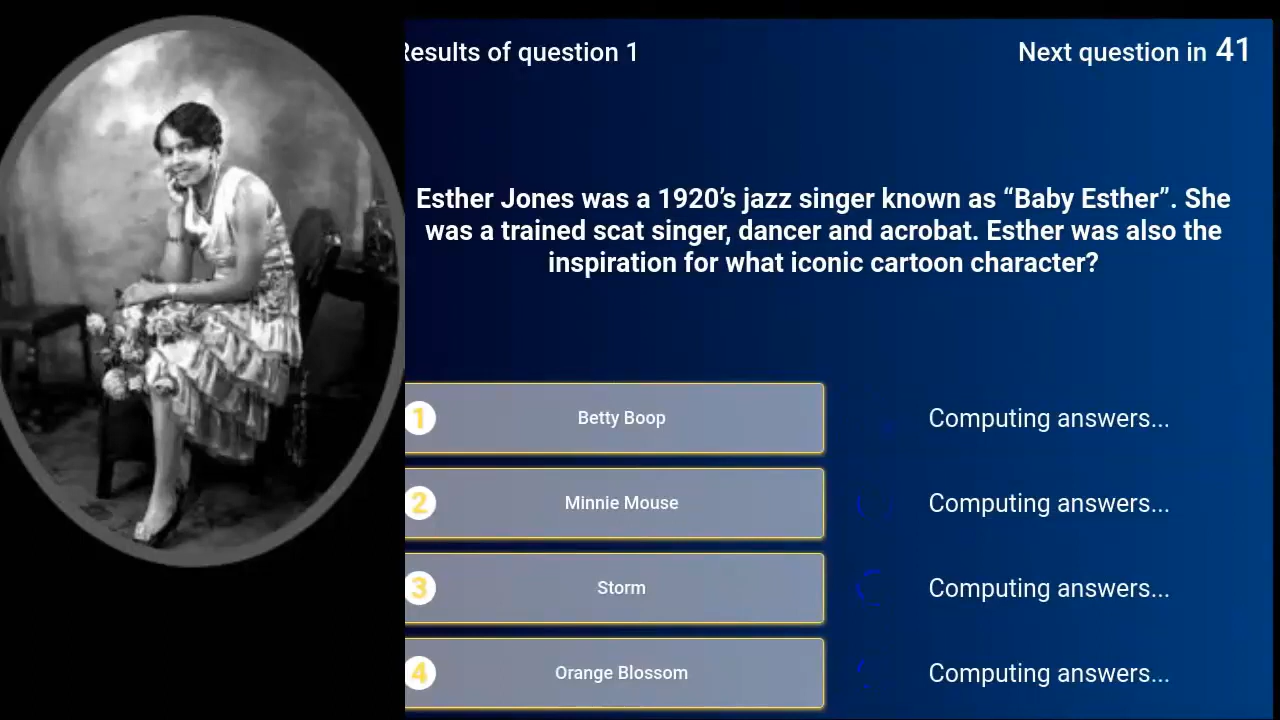 Results of question 1
Next question in 41
Esther Jones was a 1920’s jazz singer known as “Baby Esther”. She
was a trained scat singer, dancer and acrobat. Esther was also the
inspiration for what iconic cartoon character?
1 Betty Boop Computing answers...
2 Minnie Mouse Computing answers...
3 Storm Computing answers...
4 Orange Blossom Computing answers...